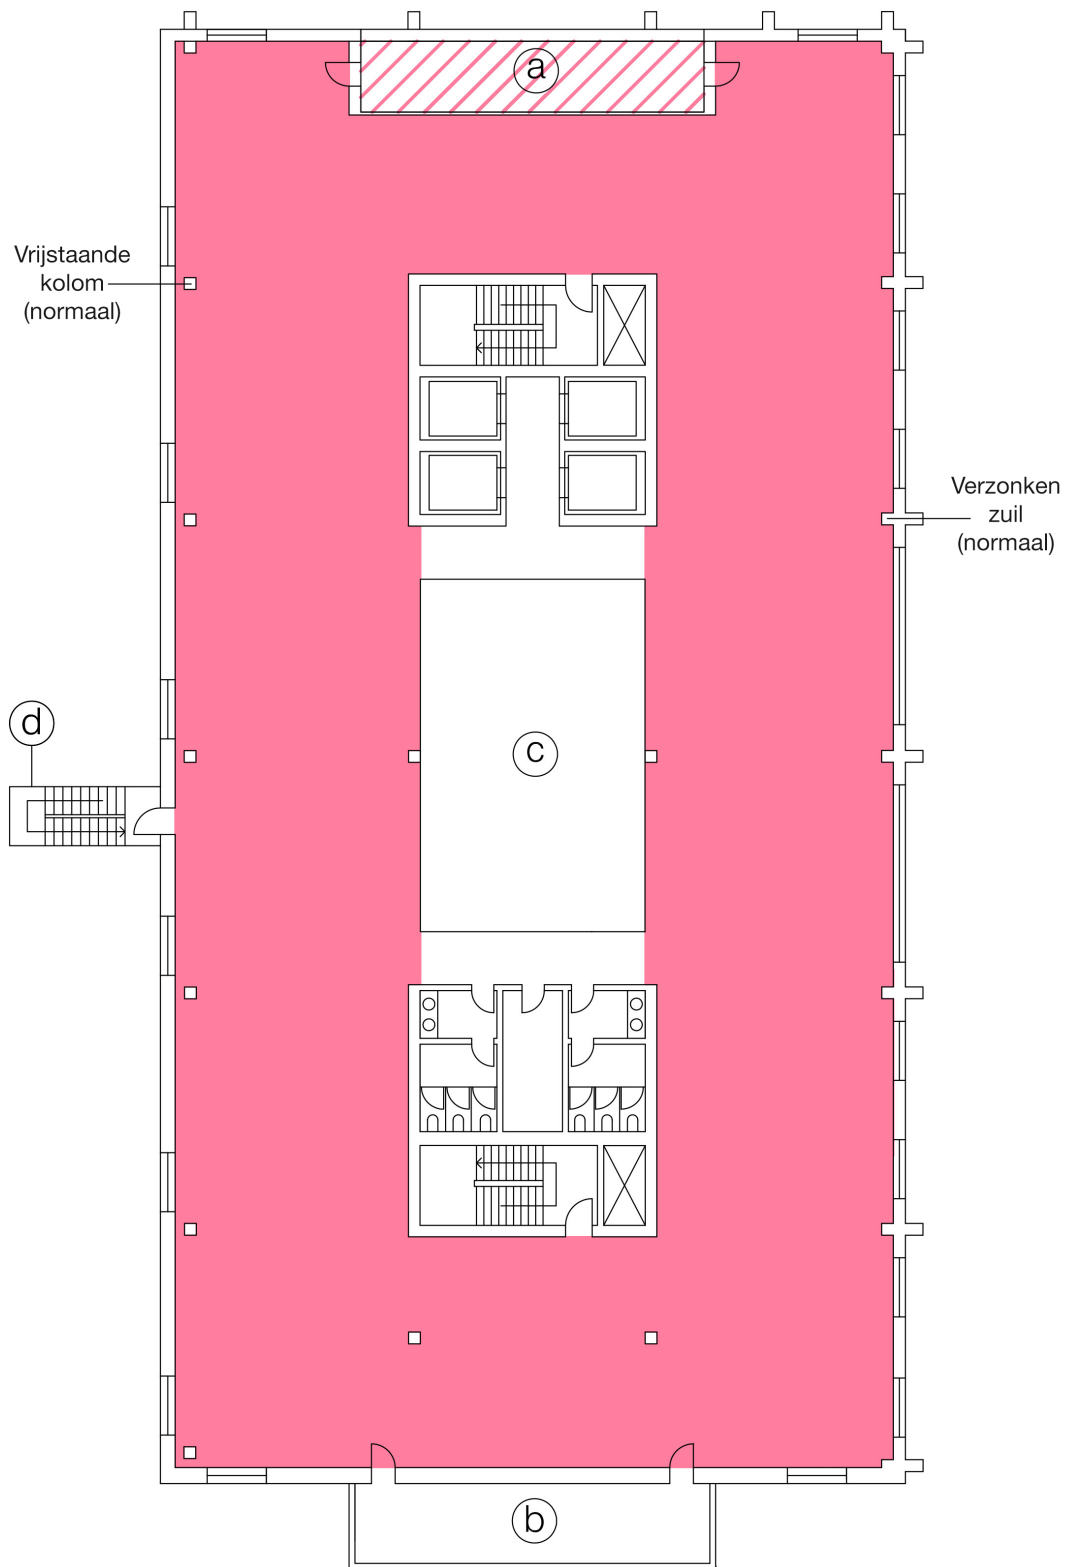 a
Vrijstaande
kolom
(normaal)
Verzonken
zuil
(normaal)
d
c
b